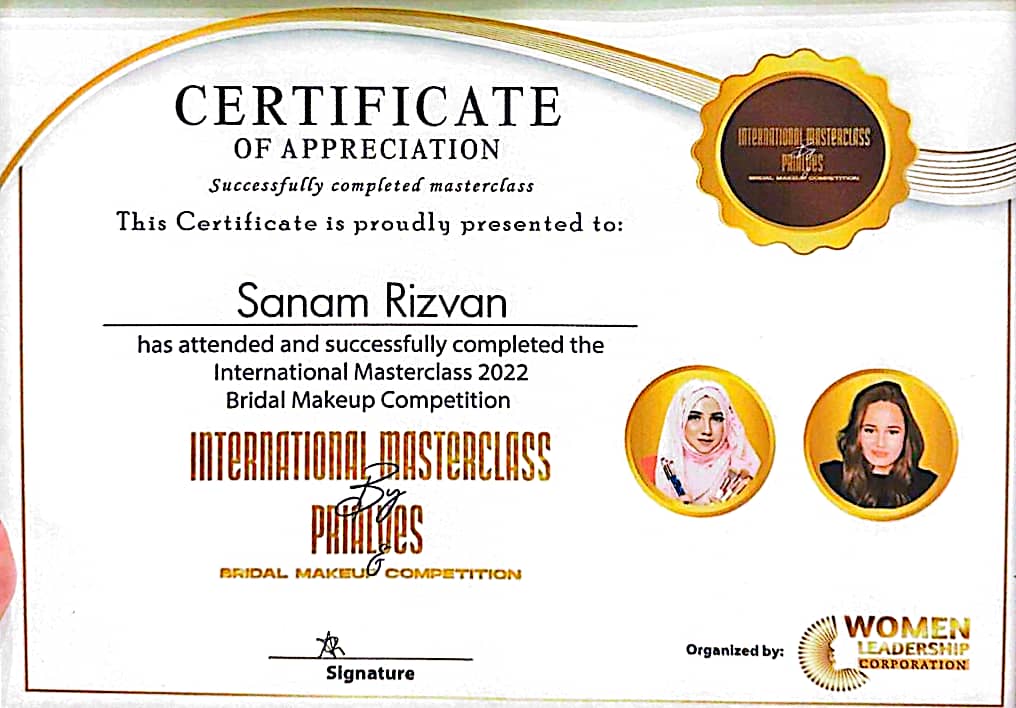 CERTIFICATE
OF APPRECIATION
Successfully completed masterclass
This Certificate is proudly presented to:
INTERNATIONAL MASTERCLASS
By
PRIALYES
&
BRIDAL MAKEUP COMPETITION
Sanam Rizvan
has attended and successfully completed the
International Masterclass 2022
Bridal Makeup Competition
INTERNATIONAL MASTERCLASS
By
PRIALYES
&
BRIDAL MAKEUP COMPETITION
Signature
Organized by:
WOMEN
LEADERSHIP
CORPORATION